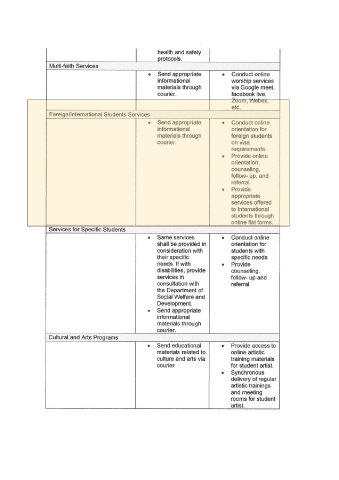 health and safety
protocols.
Multi-faith Services
• Send appropriate
informational
materials through
courier.
• Conduct online
worship services
via Google meet,
facebook live,
Zoom, Webex,
etc.
Foreign/International Students Services
• Send appropriate
informational
materials through
courier.
• Conduct online
orientation for
foreign students
on visa
requirements
• Provide online
orientation,
counseling,
follow- up, and
referral
• Provide
appropriate
services offered
to International
students through
online flat forms.
Services for Specific Students
• Same services
shall be provided in
consideration with
their specific
needs. If with
disabilities, provide
services in
consultation with
the Department of
Social Welfare and
Development.
• Send appropriate
informational
materials through
courier.
• Conduct online
orientation for
students with
specific needs
• Provide
counseling,
follow- up and
referral
Cultural and Arts Programs
• Send educational
materials related to
culture and arts via
courier
• Provide access to
online artistic
training materials
for student artist.
• Synchronous
delivery of regular
artistic trainings
and meeting
rooms for student
artist.